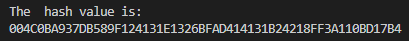 The  hash value is:
004C0BA937DB589F124131E1326BFAD414131B24218FF3A110BD17B4